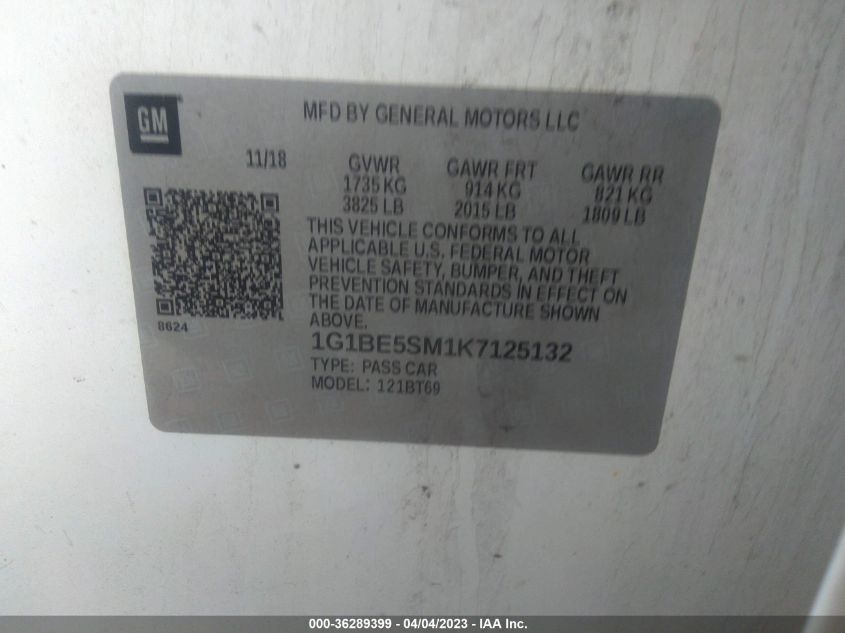 GM
MFD BY GENERAL MOTORS LLC
11/18 GVWR GAWR FRT GAWR RR
1735 KG 914 KG 821 KG
3825 LB 2015 LB 1809 LB
THIS VEHICLE CONFORMS TO ALL
APPLICABLE U.S. FEDERAL MOTOR
VEHICLE SAFETY, BUMPER, AND THEFT
PREVENTION STANDARDS IN EFFECT ON
THE DATE OF MANUFACTURE SHOWN
ABOVE.
8624
1G1BE5SM1K7125132
TYPE: PASS CAR
MODEL: 121BT69
000-36289399 - 04/04/2023 - IAA Inc.